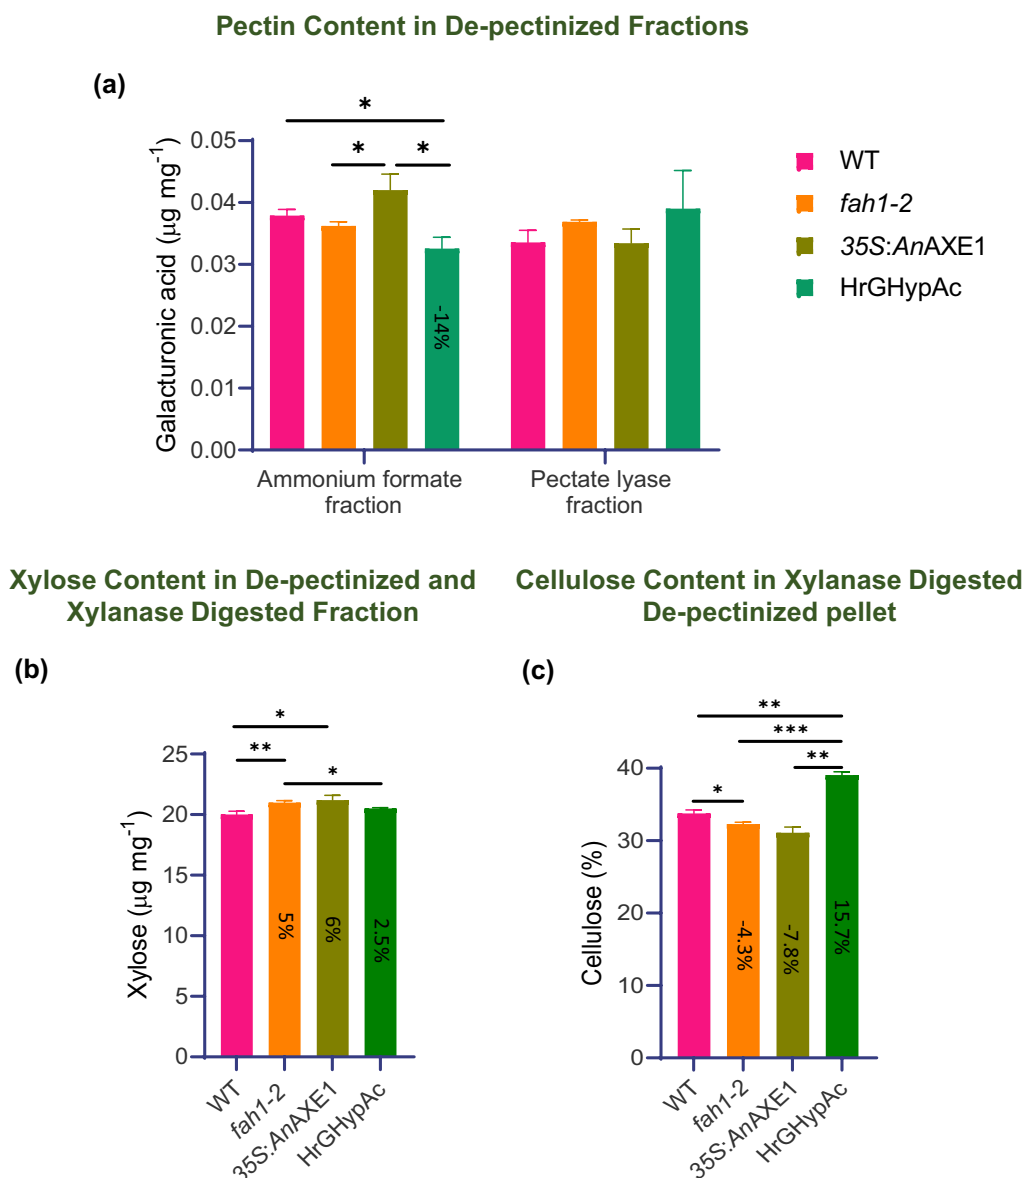 Pectin Content in De-pectinized Fractions
(a)
*
* *
Galacturonic acid (µg mg⁻¹)
0.05
0.04
0.03
0.02
0.01
0.00
-14%
Ammonium formate
fraction
Pectate lyase
fraction
WT
fah1-2
35S:AnAXE1
HrGHypAc
Xylose Content in De-pectinized and
Xylanase Digested Fraction
(b)
*
**
*
Xylose (µg mg⁻¹)
25
20
15
10
5
0
5%
6%
2.5%
WT
fah1-2
35S:AnAXE1
HrGHypAc
Cellulose Content in Xylanase Digested
De-pectinized pellet
(c)
**
***
**
*
Cellulose (%)
40
30
20
10
0
-4.3%
-7.8%
15.7%
WT
fah1-2
35S:AnAXE1
HrGHypAc